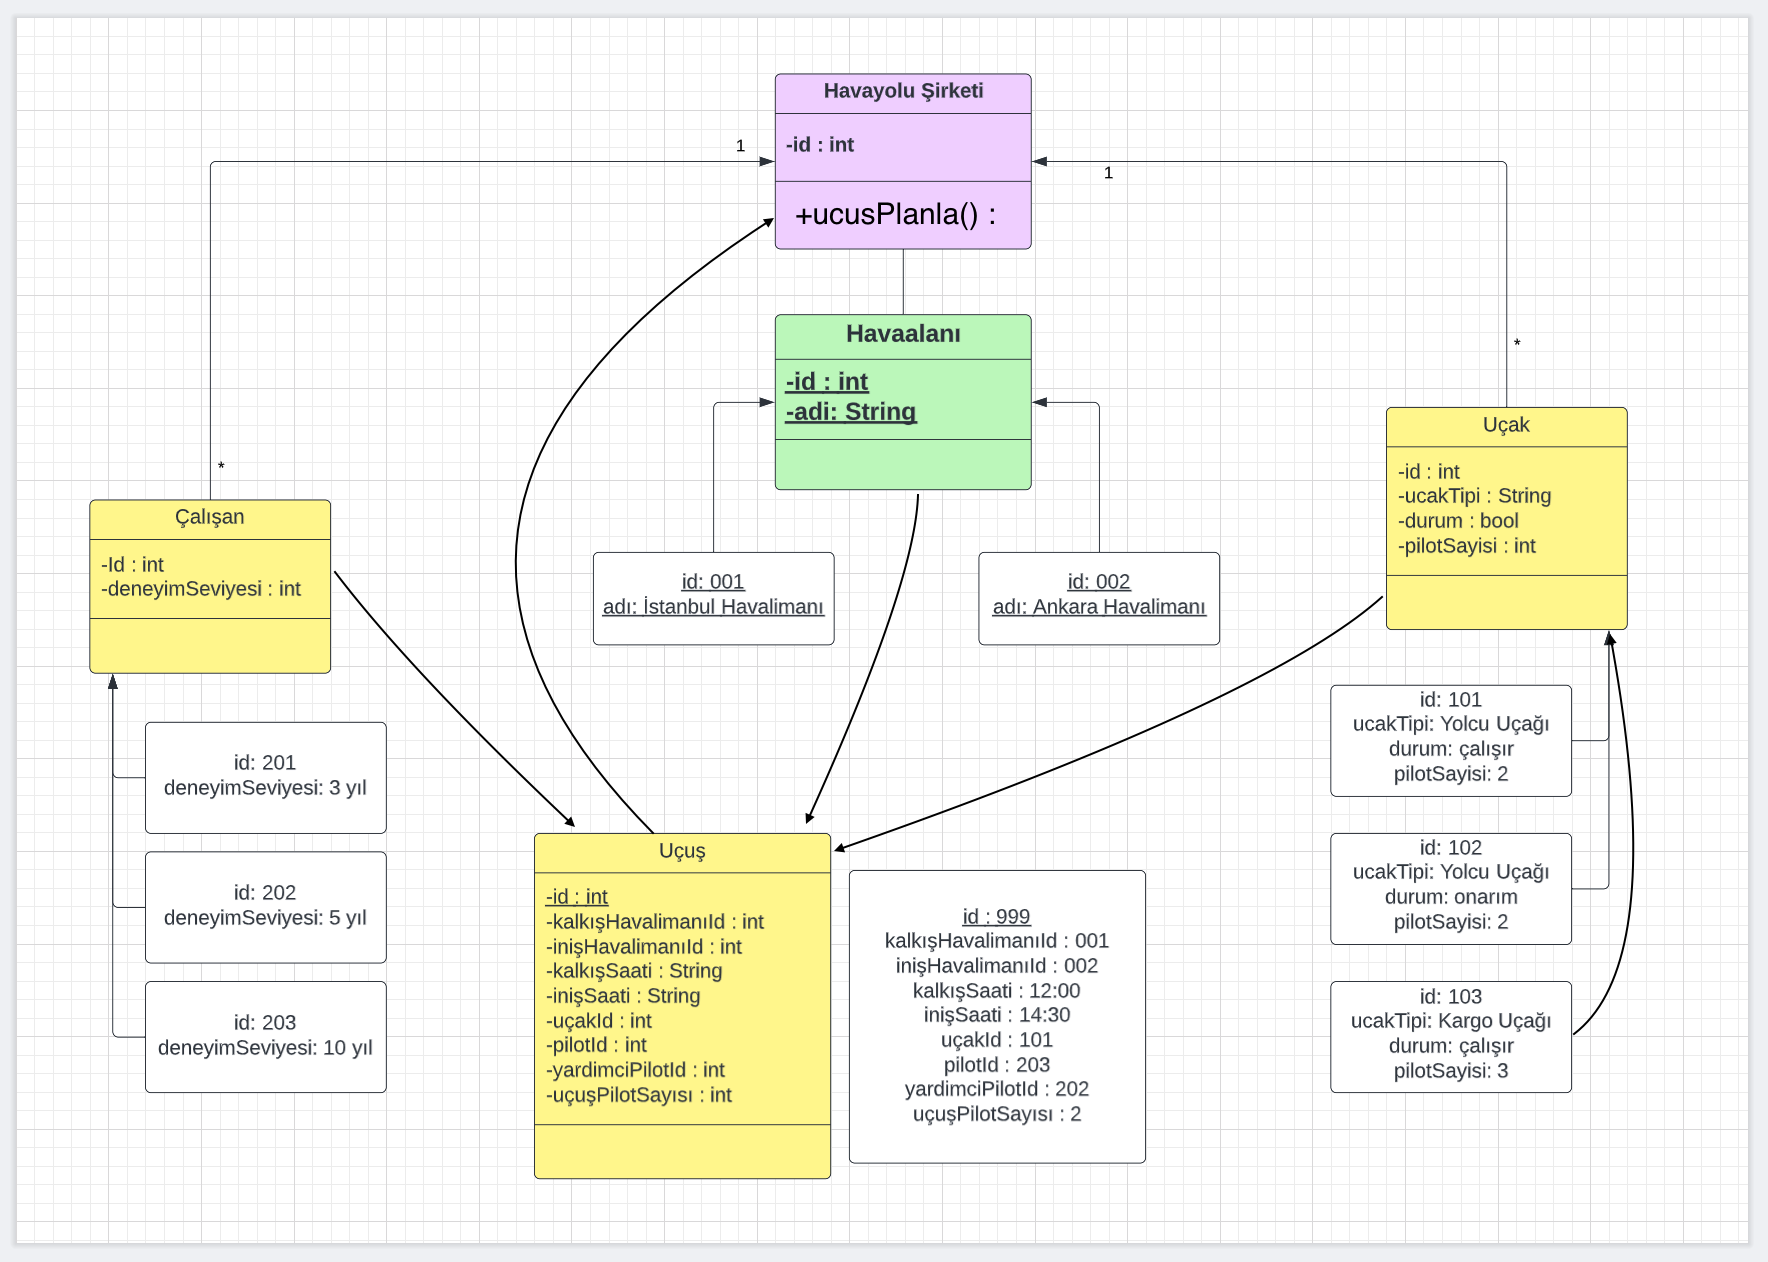 Havayolu Şirketi
-id : int
+ucusPlanla() :
1
1
*
*
Havaalanı
-id : int
-adi: String
id: 001
adı: İstanbul Havalimanı
id: 002
adı: Ankara Havalimanı
Çalışan
-Id : int
-deneyimSeviyesi : int
id: 201
deneyimSeviyesi: 3 yıl
id: 202
deneyimSeviyesi: 5 yıl
id: 203
deneyimSeviyesi: 10 yıl
Uçak
-id : int
-ucakTipi : String
-durum : bool
-pilotSayisi : int
id: 101
ucakTipi: Yolcu Uçağı
durum: çalışır
pilotSayisi: 2
id: 102
ucakTipi: Yolcu Uçağı
durum: onarım
pilotSayisi: 2
id: 103
ucakTipi: Kargo Uçağı
durum: çalışır
pilotSayisi: 3
Uçuş
-id : int
-kalkışHavalimanıId : int
-inişHavalimanıId : int
-kalkışSaati : String
-inişSaati : String
-uçakId : int
-pilotId : int
-yardimciPilotId : int
-uçuşPilotSayısı : int
id : 999
kalkışHavalimanıId : 001
inişHavalimanıId : 002
kalkışSaati : 12:00
inişSaati : 14:30
uçakId : 101
pilotId : 203
yardimciPilotId : 202
uçuşPilotSayısı : 2